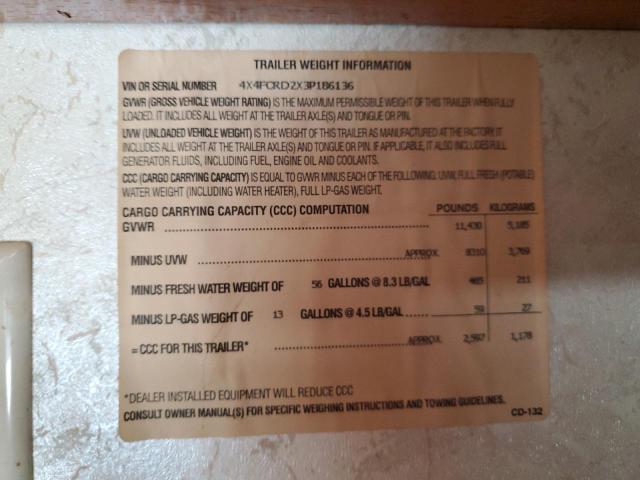 TRAILER WEIGHT INFORMATION
VIN OR SERIAL NUMBER 4X4FCRD2X3P186136
GVWR (GROSS VEHICLE WEIGHT RATING) IS THE MAXIMUM PERMISSIBLE WEIGHT OF THIS TRAILER WHEN FULLY
LOADED. IT INCLUDES ALL WEIGHT AT THE TRAILER AXLE(S) AND TONGUE OR PIN.
UVW (UNLOADED VEHICLE WEIGHT) IS THE WEIGHT OF THIS TRAILER AS MANUFACTURED AT THE FACTORY. IT
INCLUDES ALL WEIGHT AT THE TRAILER AXLE(S) AND TONGUE OR PIN. IF APPLICABLE, IT ALSO INCLUDES FULL
GENERATOR FLUIDS, INCLUDING FUEL, ENGINE OIL AND COOLANTS.
CCC (CARGO CARRYING CAPACITY) IS EQUAL TO GVWR MINUS EACH OF THE FOLLOWING: UVW, FULL FRESH (POTABLE)
WATER WEIGHT (INCLUDING WATER HEATER), FULL LP-GAS WEIGHT.
CARGO CARRYING CAPACITY (CCC) COMPUTATION POUNDS KILOGRAMS
GVWR ........ 11,430 5,185
MINUS UVW ........ APPROX. 8310 3,769
MINUS FRESH WATER WEIGHT OF 56 GALLONS @ 8.3 LB/GAL 465 211
MINUS LP-GAS WEIGHT OF 13 GALLONS @ 4.5 LB/GAL ...... 59 27
= CCC FOR THIS TRAILER* ........ APPROX. 2,597 1,178
*DEALER INSTALLED EQUIPMENT WILL REDUCE CCC
CONSULT OWNER MANUAL(S) FOR SPECIFIC WEIGHING INSTRUCTIONS AND TOWING GUIDELINES.
CD-132